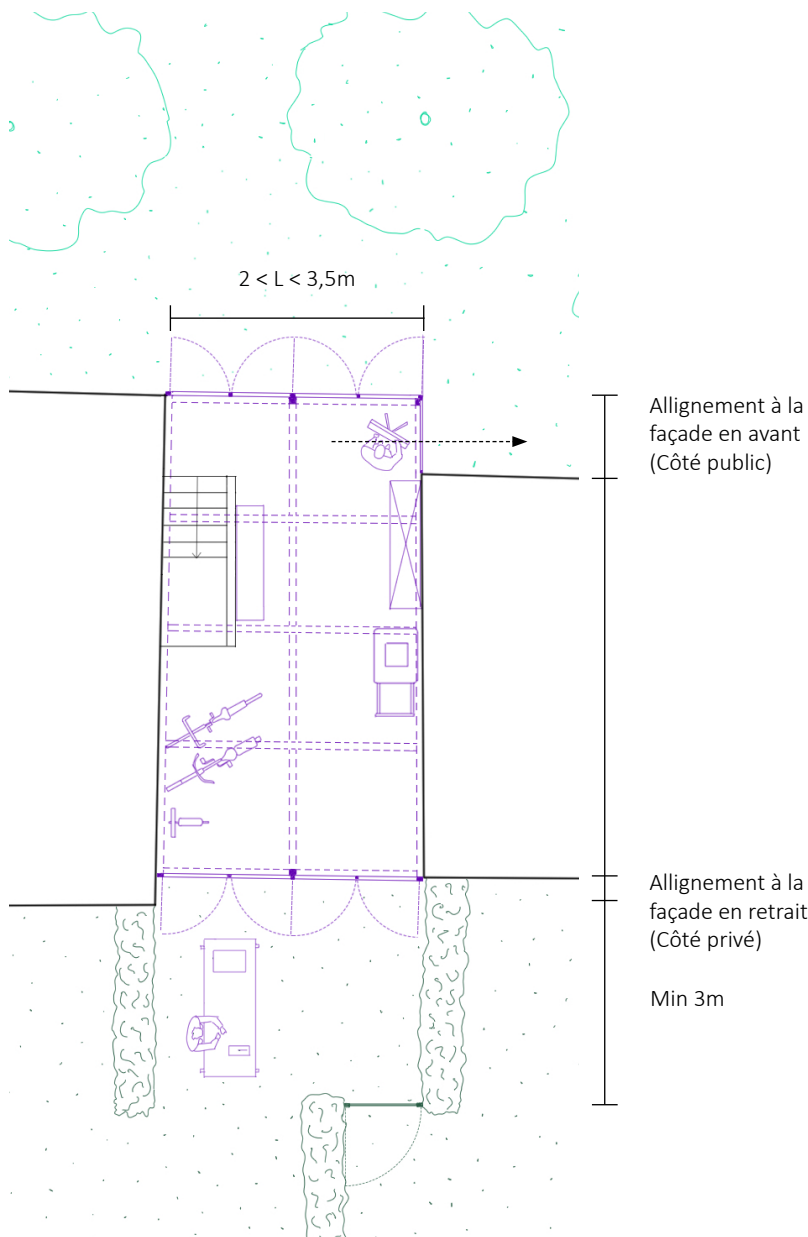 2 < L < 3,5m
Allignement à la
façade en avant
(Côté public)
Allignement à la
façade en retrait
(Côté privé)
Min 3m